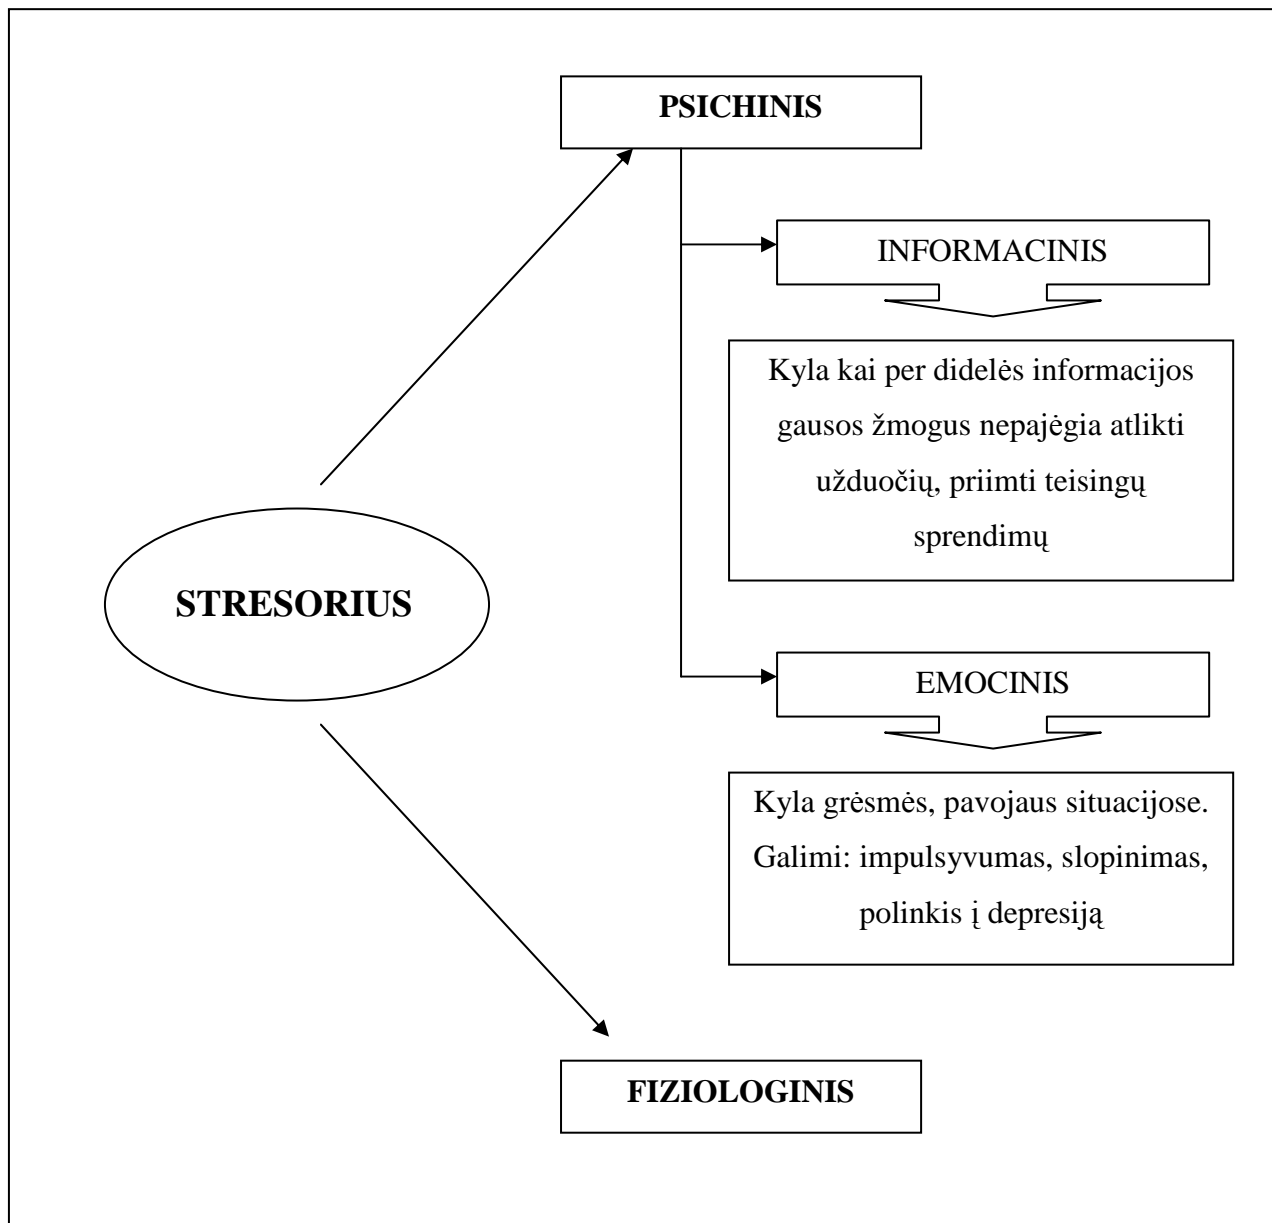 PSICHINIS
INFORMACINIS
Kyla kai per didelės informacijos
gausos žmogus nepajėgia atlikti
užduočių, priimti teisingų
sprendimų
STRESORIUS
EMOCINIS
Kyla grėsmės, pavojaus situacijose.
Galimi: impulsyvumas, slopinimas,
polinkis į depresiją
FIZIOLOGINIS